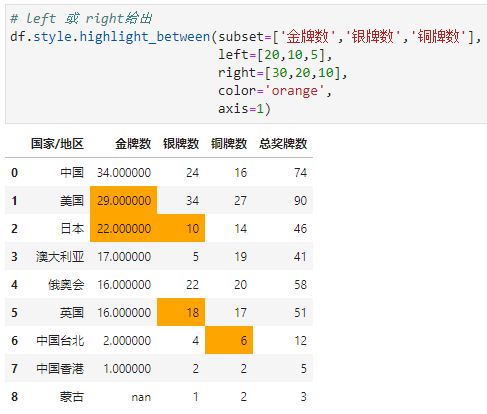 # left 或 right给出
df.style.highlight_between(subset=['金牌数','银牌数','铜牌数'],
left=[20,10,5],
right=[30,20,10],
color='orange',
axis=1)
国家/地区 金牌数 银牌数 铜牌数 总奖牌数
0 中国 34.000000 24 16 74
1 美国 29.000000 34 27 90
2 日本 22.000000 10 14 46
3 澳大利亚 17.000000 5 19 41
4 俄奥会 16.000000 22 20 58
5 英国 16.000000 18 17 51
6 中国台北 2.000000 4 6 12
7 中国香港 1.000000 2 2 5
8 蒙古 nan 1 2 3